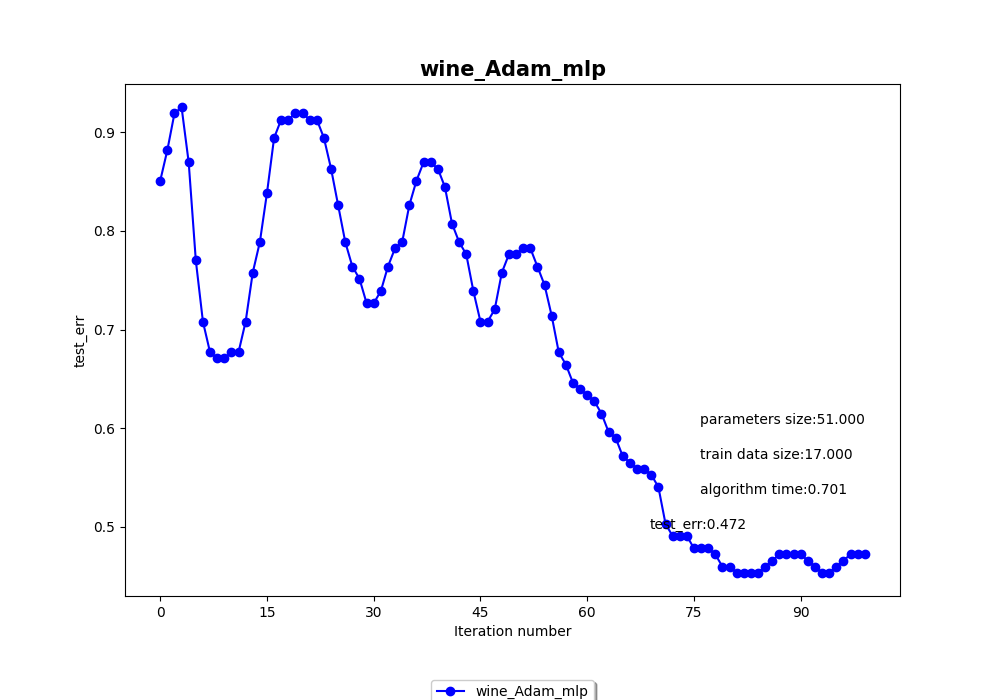 wine_Adam_mlp
0.9
0.8
0.7
0.6
0.5
test_err
parameters size:51.000
train data size:17.000
algorithm time:0.701
test_err:0.472
0 15 30 45 60 75 90
Iteration number
wine_Adam_mlp